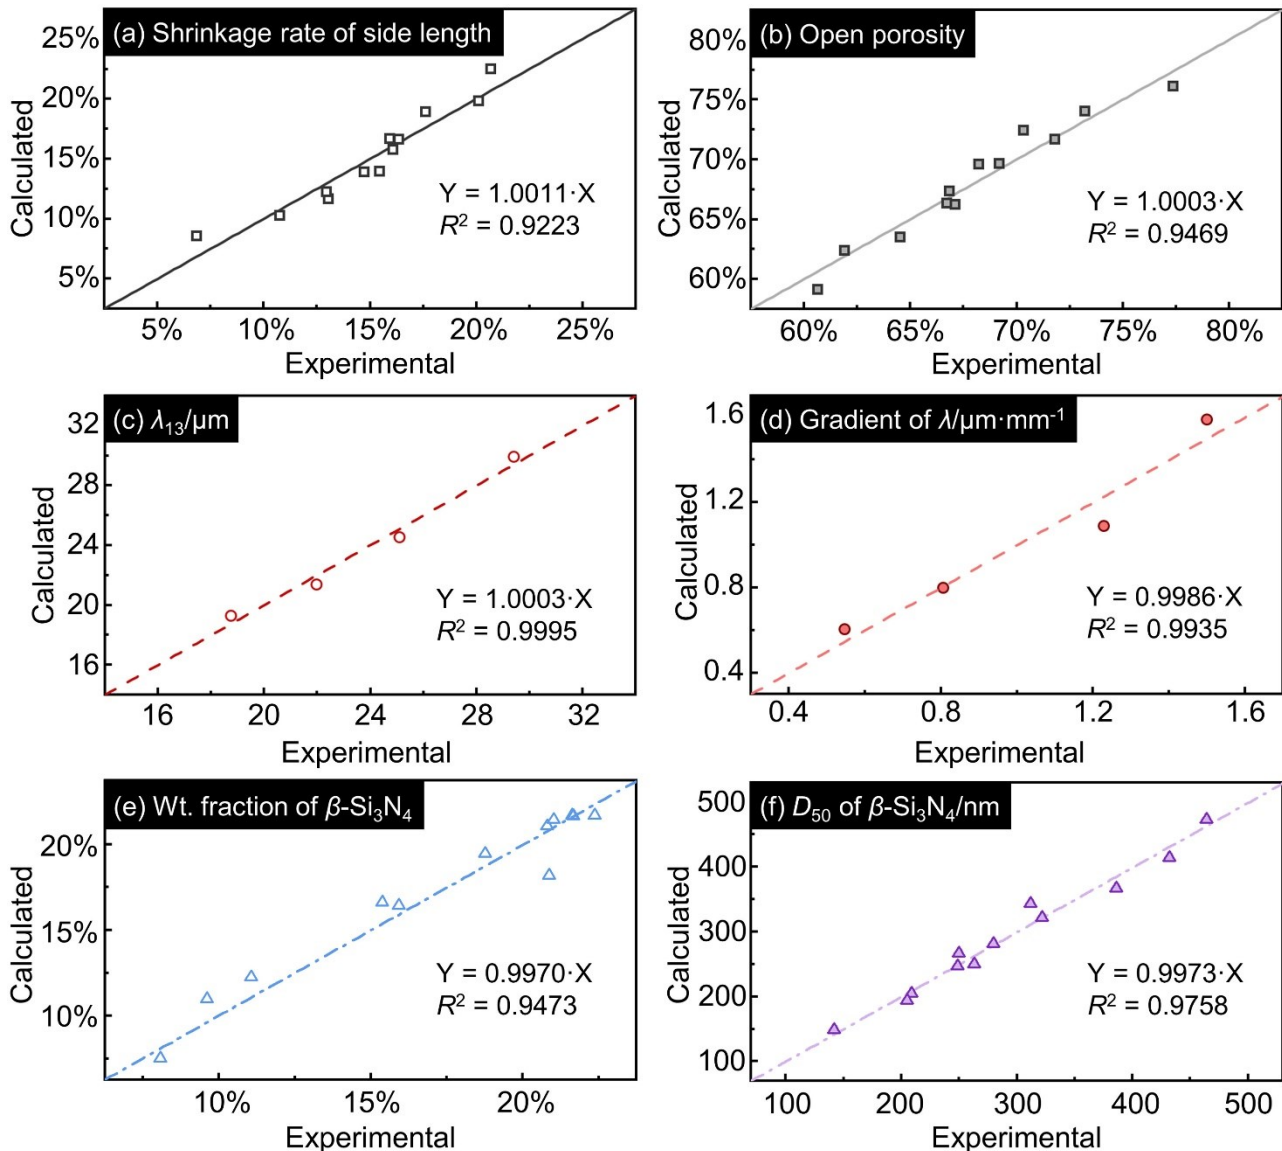 (a) Shrinkage rate of side length
25%
20%
15%
10%
5%
Calculated
Y = 1.0011·X
R² = 0.9223
5% 10% 15% 20% 25%
Experimental
(b) Open porosity
80%
75%
70%
65%
60%
Calculated
Y = 1.0003·X
R² = 0.9469
60% 65% 70% 75% 80%
Experimental
(c) λ₁₃/μm
32
28
24
20
16
Calculated
Y = 1.0003·X
R² = 0.9995
16 20 24 28 32
Experimental
(d) Gradient of λ/μm·mm⁻¹
1.6
1.2
0.8
0.4
Calculated
Y = 0.9986·X
R² = 0.9935
0.4 0.8 1.2 1.6
Experimental
(e) Wt. fraction of β-Si₃N₄
20%
15%
10%
Calculated
Y = 0.9970·X
R² = 0.9473
10% 20%
Experimental
(f) D₅₀ of β-Si₃N₄/nm
500
400
300
200
100
Calculated
Y = 0.9973·X
R² = 0.9758
100 200 300 400 500
Experimental